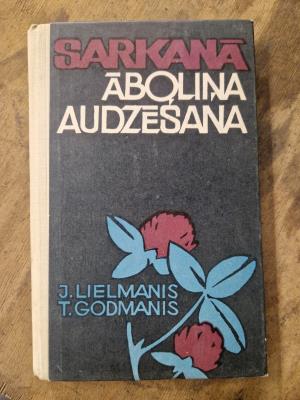 SARKANĀ
ĀBOLIŅA
AUDZĒŠANA
J. LIELMANIS
T. GODMANIS